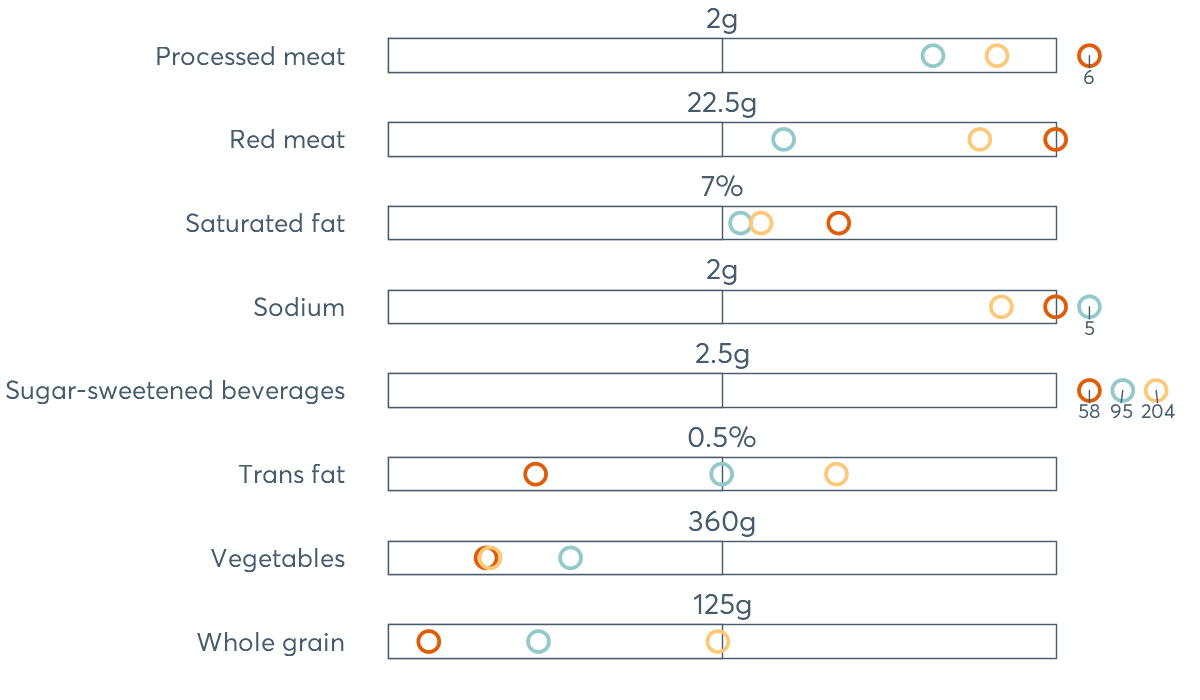 2g
Processed meat
6
22.5g
Red meat
7%
Saturated fat
2g
Sodium
5
2.5g
Sugar-sweetened beverages
58 95 204
0.5%
Trans fat
360g
Vegetables
125g
Whole grain